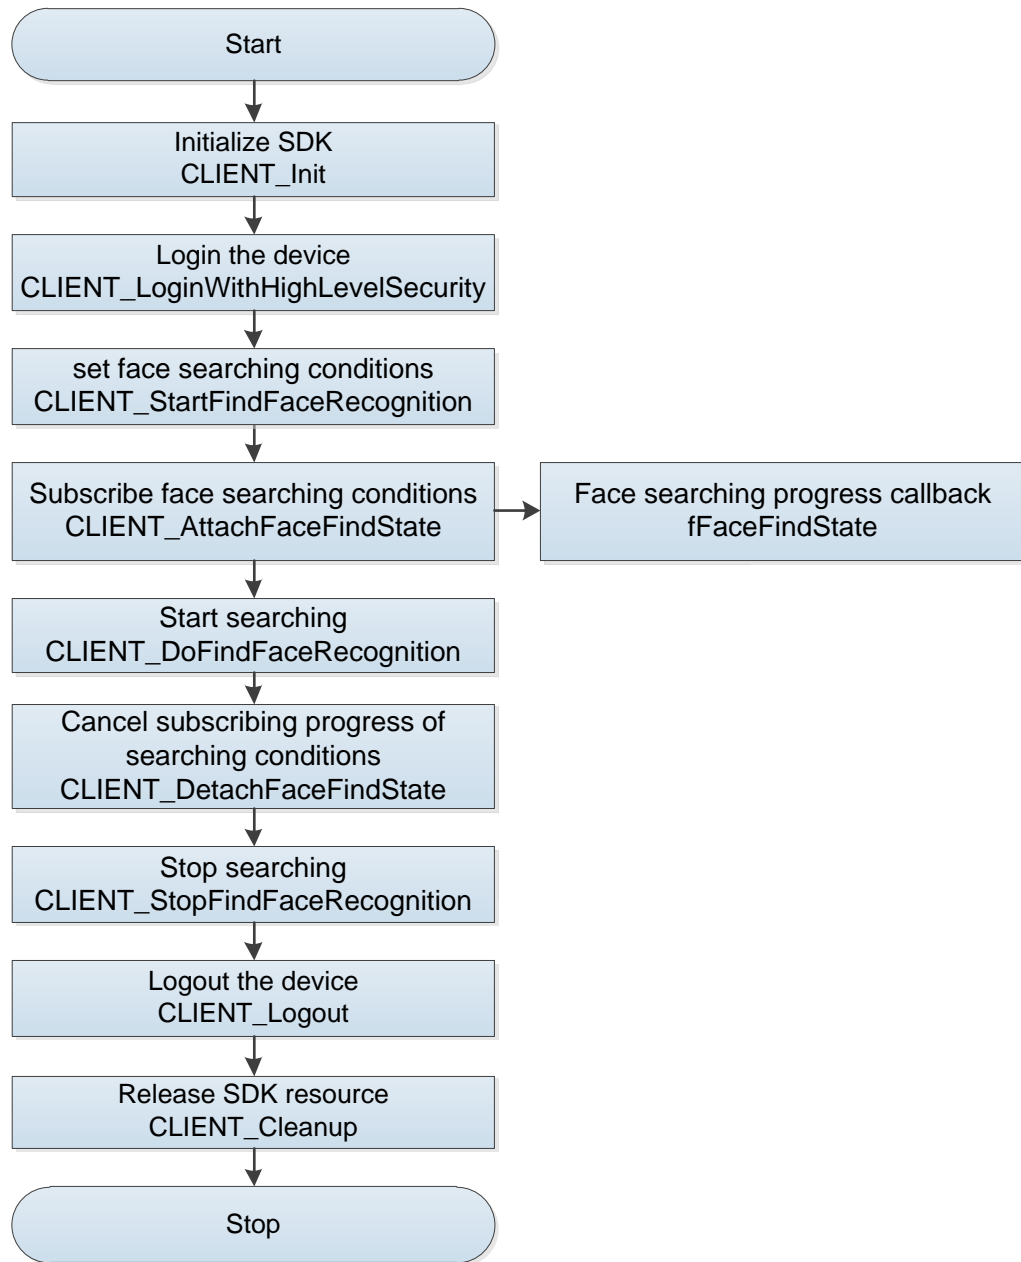 Start
Initialize SDK
CLIENT_Init
Login the device
CLIENT_LoginWithHighLevelSecurity
set face searching conditions
CLIENT_StartFindFaceRecognition
Subscribe face searching conditions
CLIENT_AttachFaceFindState
Face searching progress callback
fFaceFindState
Start searching
CLIENT_DoFindFaceRecognition
Cancel subscribing progress of
searching conditions
CLIENT_DetachFaceFindState
Stop searching
CLIENT_StopFindFaceRecognition
Logout the device
CLIENT_Logout
Release SDK resource
CLIENT_Cleanup
Stop